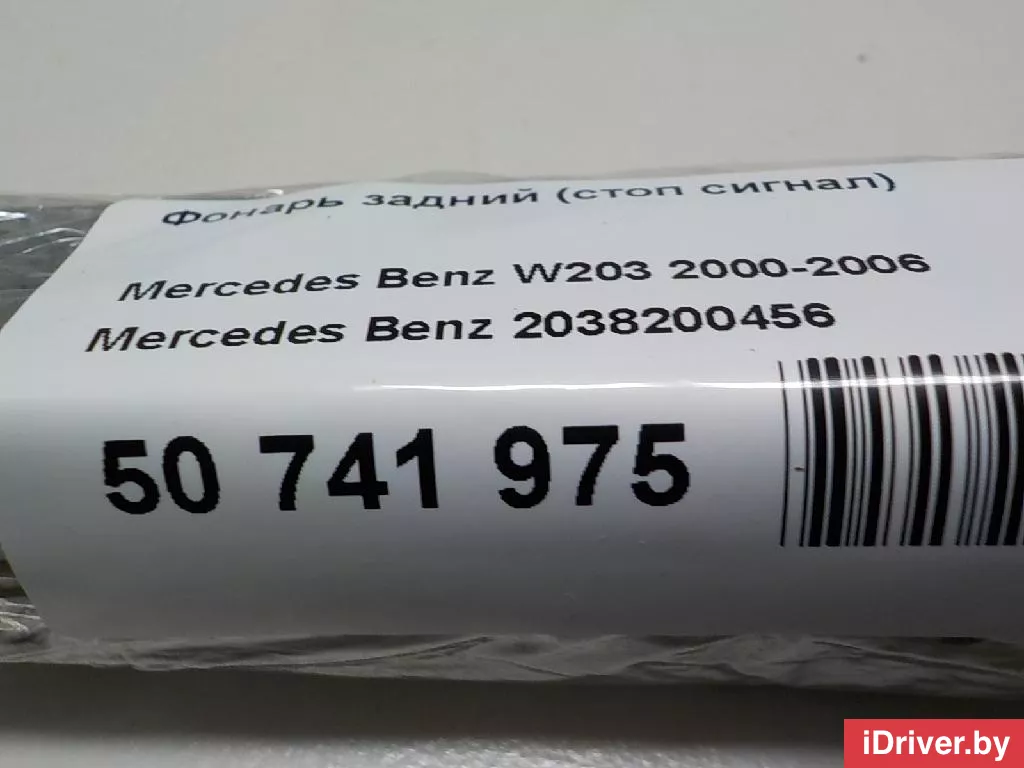 Фонарь задний (стоп сигнал)
Mercedes Benz W203 2000-2006
Mercedes Benz 2038200456
50 741 975
iDriver.by